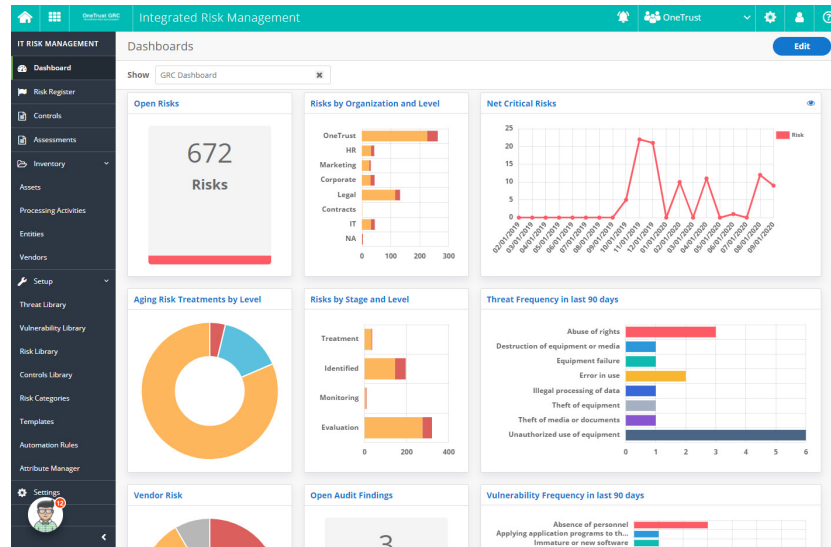 OneTrust GRC
Integrated Risk Management
OneTrust
IT RISK MANAGEMENT
Dashboard
Risk Register
Controls
Assessments
Inventory
Assets
Processing Activities
Entities
Vendors
Setup
Threat Library
Vulnerability Library
Risk Library
Controls Library
Risk Categories
Templates
Automation Rules
Attribute Manager
Settings
12
Dashboards
Edit
Show GRC Dashboard
Open Risks
672
Risks
Risks by Organization and Level
OneTrust
HR
Marketing
Corporate
Legal
Contracts
IT
NA
0 100 200 300
Net Critical Risks
Risk
25
20
15
10
5
0
02/01/2019 03/01/2019 04/01/2019 05/01/2019 06/01/2019 07/01/2019 08/01/2019 09/01/2019 10/01/2019 11/01/2019 12/01/2019 01/01/2020 02/01/2020 03/01/2020 04/01/2020 05/01/2020 06/01/2020 07/01/2020 08/01/2020 09/01/2020
Aging Risk Treatments by Level
Risks by Stage and Level
Treatment
Identified
Monitoring
Evaluation
0 200 400
Threat Frequency in last 90 days
Abuse of rights
Destruction of equipment or media
Equipment failure
Error in use
Illegal processing of data
Theft of equipment
Theft of media or documents
Unauthorized use of equipment
0 1 2 3 4 5 6
Vendor Risk
Open Audit Findings
3
Vulnerability Frequency in last 90 days
Absence of personnel
Applying application programs to th...
Immature or new software